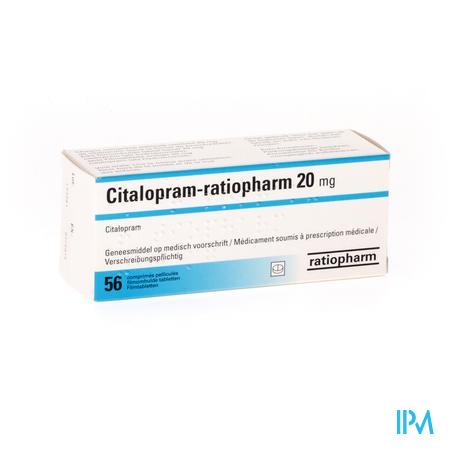 Citalopram-ratiopharm 20 mg
Citalopram
Geneesmiddel op medisch voorschrift / Médicament soumis à prescription médicale /
Verschreibungspflichtig
56 comprimés pelliculés
filmomhulde tabletten
Filmtabletten
ratiopharm
IPM